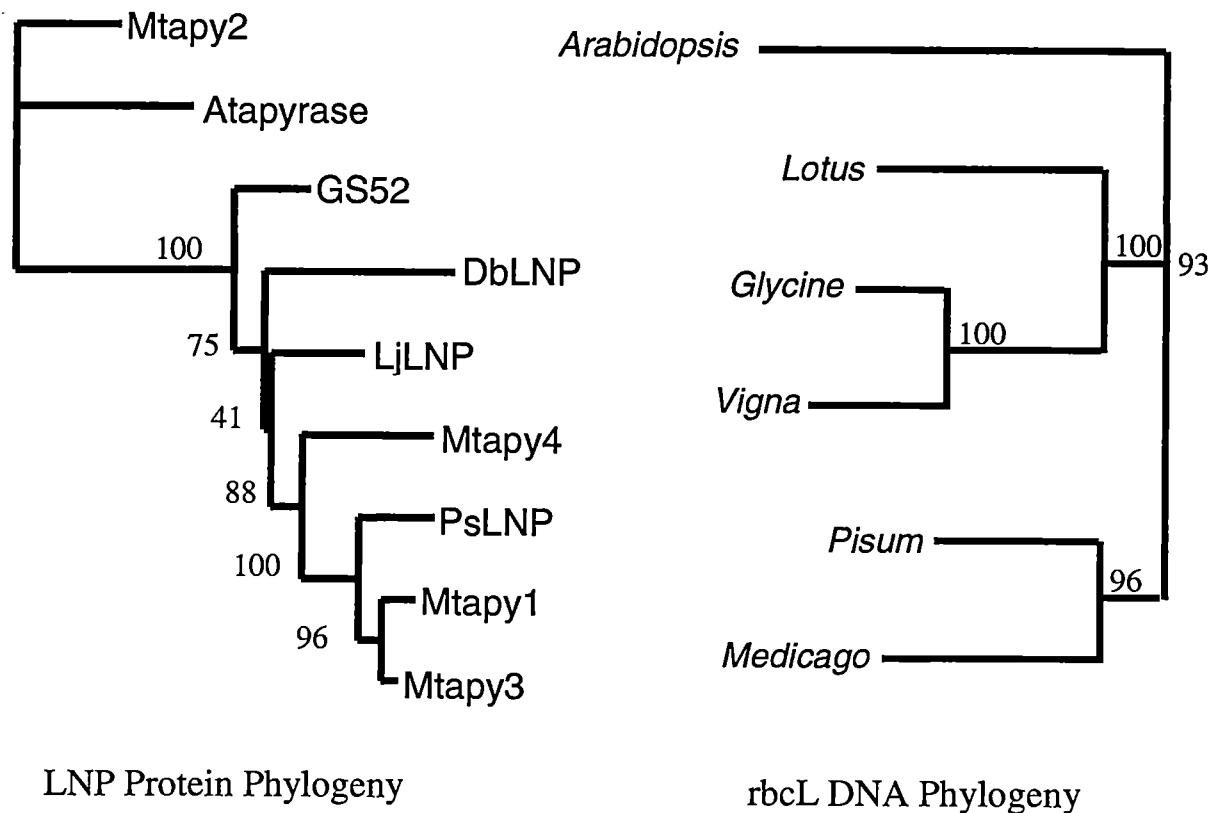 Mtapy2
Atapyrase
GS52
100
DbLNP
75
LjLNP
41
Mtapy4
88
PsLNP
100
Mtapy1
96
Mtapy3
LNP Protein Phylogeny
Arabidopsis
Lotus
100
93
Glycine
100
Vigna
Pisum
96
Medicago
rbcL DNA Phylogeny